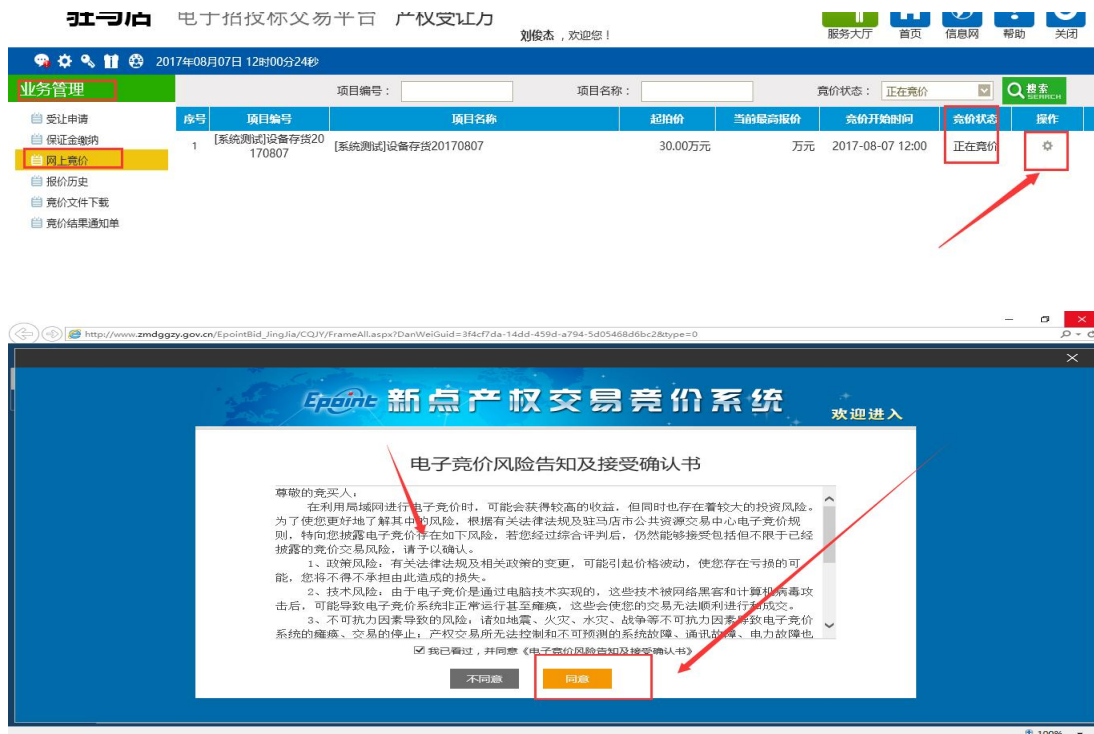 驻马店 电子招投标交易平台 产权受让方
刘俊杰 ，欢迎您！
服务大厅 首页 信息网 帮助 关闭
2017年08月07日 12时00分24秒
业务管理
项目编号： 项目名称： 竞价状态： 正在竞价 搜索 SEARCH
受让申请
保证金缴纳
网上竞价
报价历史
竞价文件下载
竞价结果通知单
序号 项目编号 项目名称 起拍价 当前最高报价 竞价开始时间 竞价状态 操作
1 [系统测试]设备存货20170807 [系统测试]设备存货20170807 30.00万元 万元 2017-08-07 12:00 正在竞价
http://www.zmdggzy.gov.cn/EpointBid_JingJia/CQJY/FrameAll.aspx?DanWeiGuid=3f4cf7da-14dd-459d-a794-5d05468d6bc2&type=0
Epoint 新点产权交易竞价系统 欢迎进入
电子竞价风险告知及接受确认书
尊敬的竞买人，
在利用局域网进行电子竞价时，可能会获得较高的收益，但同时也存在着较大的投资风险。
为了使您更好地了解其中的风险，根据有关法律法规及驻马店市公共资源交易中心电子竞价规
则，特向您披露电子竞价存在如下风险，若您经过综合评判后，仍然能够接受包括但不限于已经
披露的竞价交易风险，请予以确认。
1、政策风险：有关法律法规及相关政策的变更，可能引起价格波动，使您存在亏损的可
能，您将不得不承担由此造成的损失。
2、技术风险：由于电子竞价是通过电脑技术实现的，这些技术被网络黑客和计算机病毒攻
击后，可能导致电子竞价系统非正常运行甚至瘫痪，这些会使您的交易无法顺利进行和成交。
3、不可抗力因素导致的风险，诸如地震、火灾、水灾、战争等不可抗力因素导致电子竞价
系统的瘫痪、交易的停止；产权交易所无法控制和不可预测的系统故障、通讯故障、电力故障也
我已看过，并同意《电子竞价风险告知及接受确认书》
不同意 同意
100%